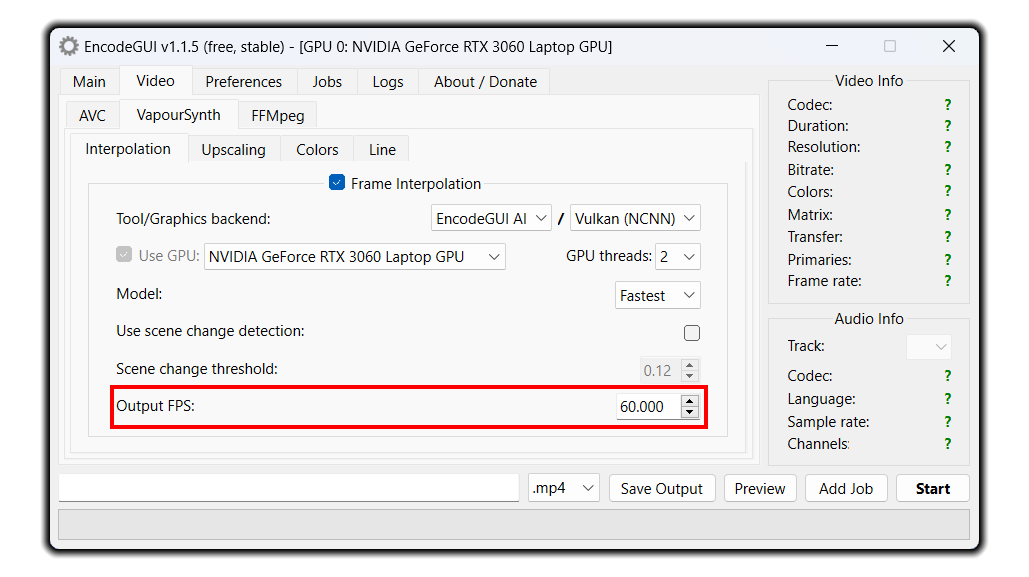 EncodeGUI v1.1.5 (free, stable) - [GPU 0: NVIDIA GeForce RTX 3060 Laptop GPU]
Main Video Preferences Jobs Logs About / Donate
AVC VapourSynth FFMpeg
Interpolation Upscaling Colors Line
Frame Interpolation
Tool/Graphics backend: EncodeGUI AI / Vulkan (NCNN)
Use GPU: NVIDIA GeForce RTX 3060 Laptop GPU GPU threads: 2
Model: Fastest
Use scene change detection:
Scene change threshold: 0.12
Output FPS: 60.000
Video Info
Codec: ?
Duration: ?
Resolution: ?
Bitrate: ?
Colors: ?
Matrix: ?
Transfer: ?
Primaries: ?
Frame rate: ?
Audio Info
Track:
Codec: ?
Language: ?
Sample rate: ?
Channels: ?
.mp4 Save Output Preview Add Job Start